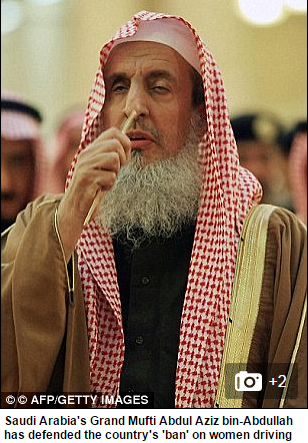 +2
© © AFP/GETTY IMAGES
Saudi Arabia's Grand Mufti Abdul Aziz bin-Abdullah
has defended the country's 'ban' on women driving